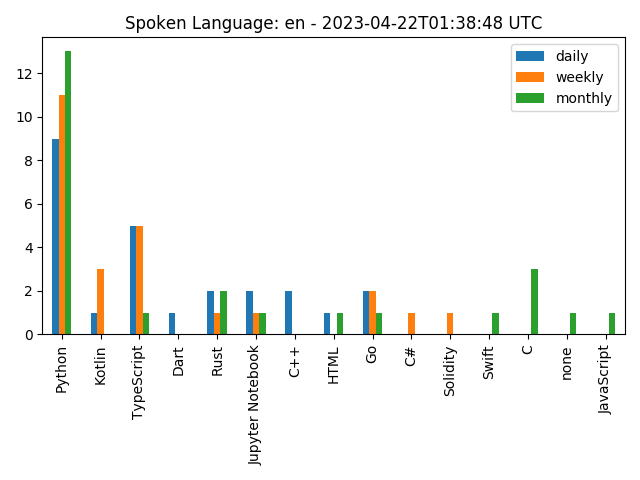 Spoken Language: en - 2023-04-22T01:38:48 UTC
daily
weekly
monthly
12
10
8
6
4
2
0
Python
Kotlin
TypeScript
Dart
Rust
Jupyter Notebook
C++
HTML
Go
C#
Solidity
Swift
C
none
JavaScript